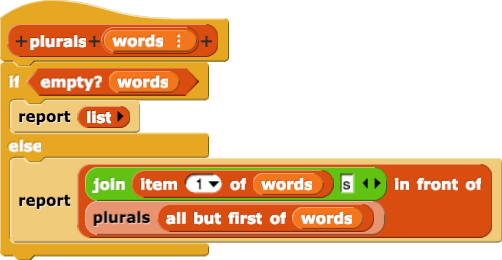 + plurals + words ⋮ +
if empty? words
report list
else
report join item 1 of words s in front of
plurals all but first of words